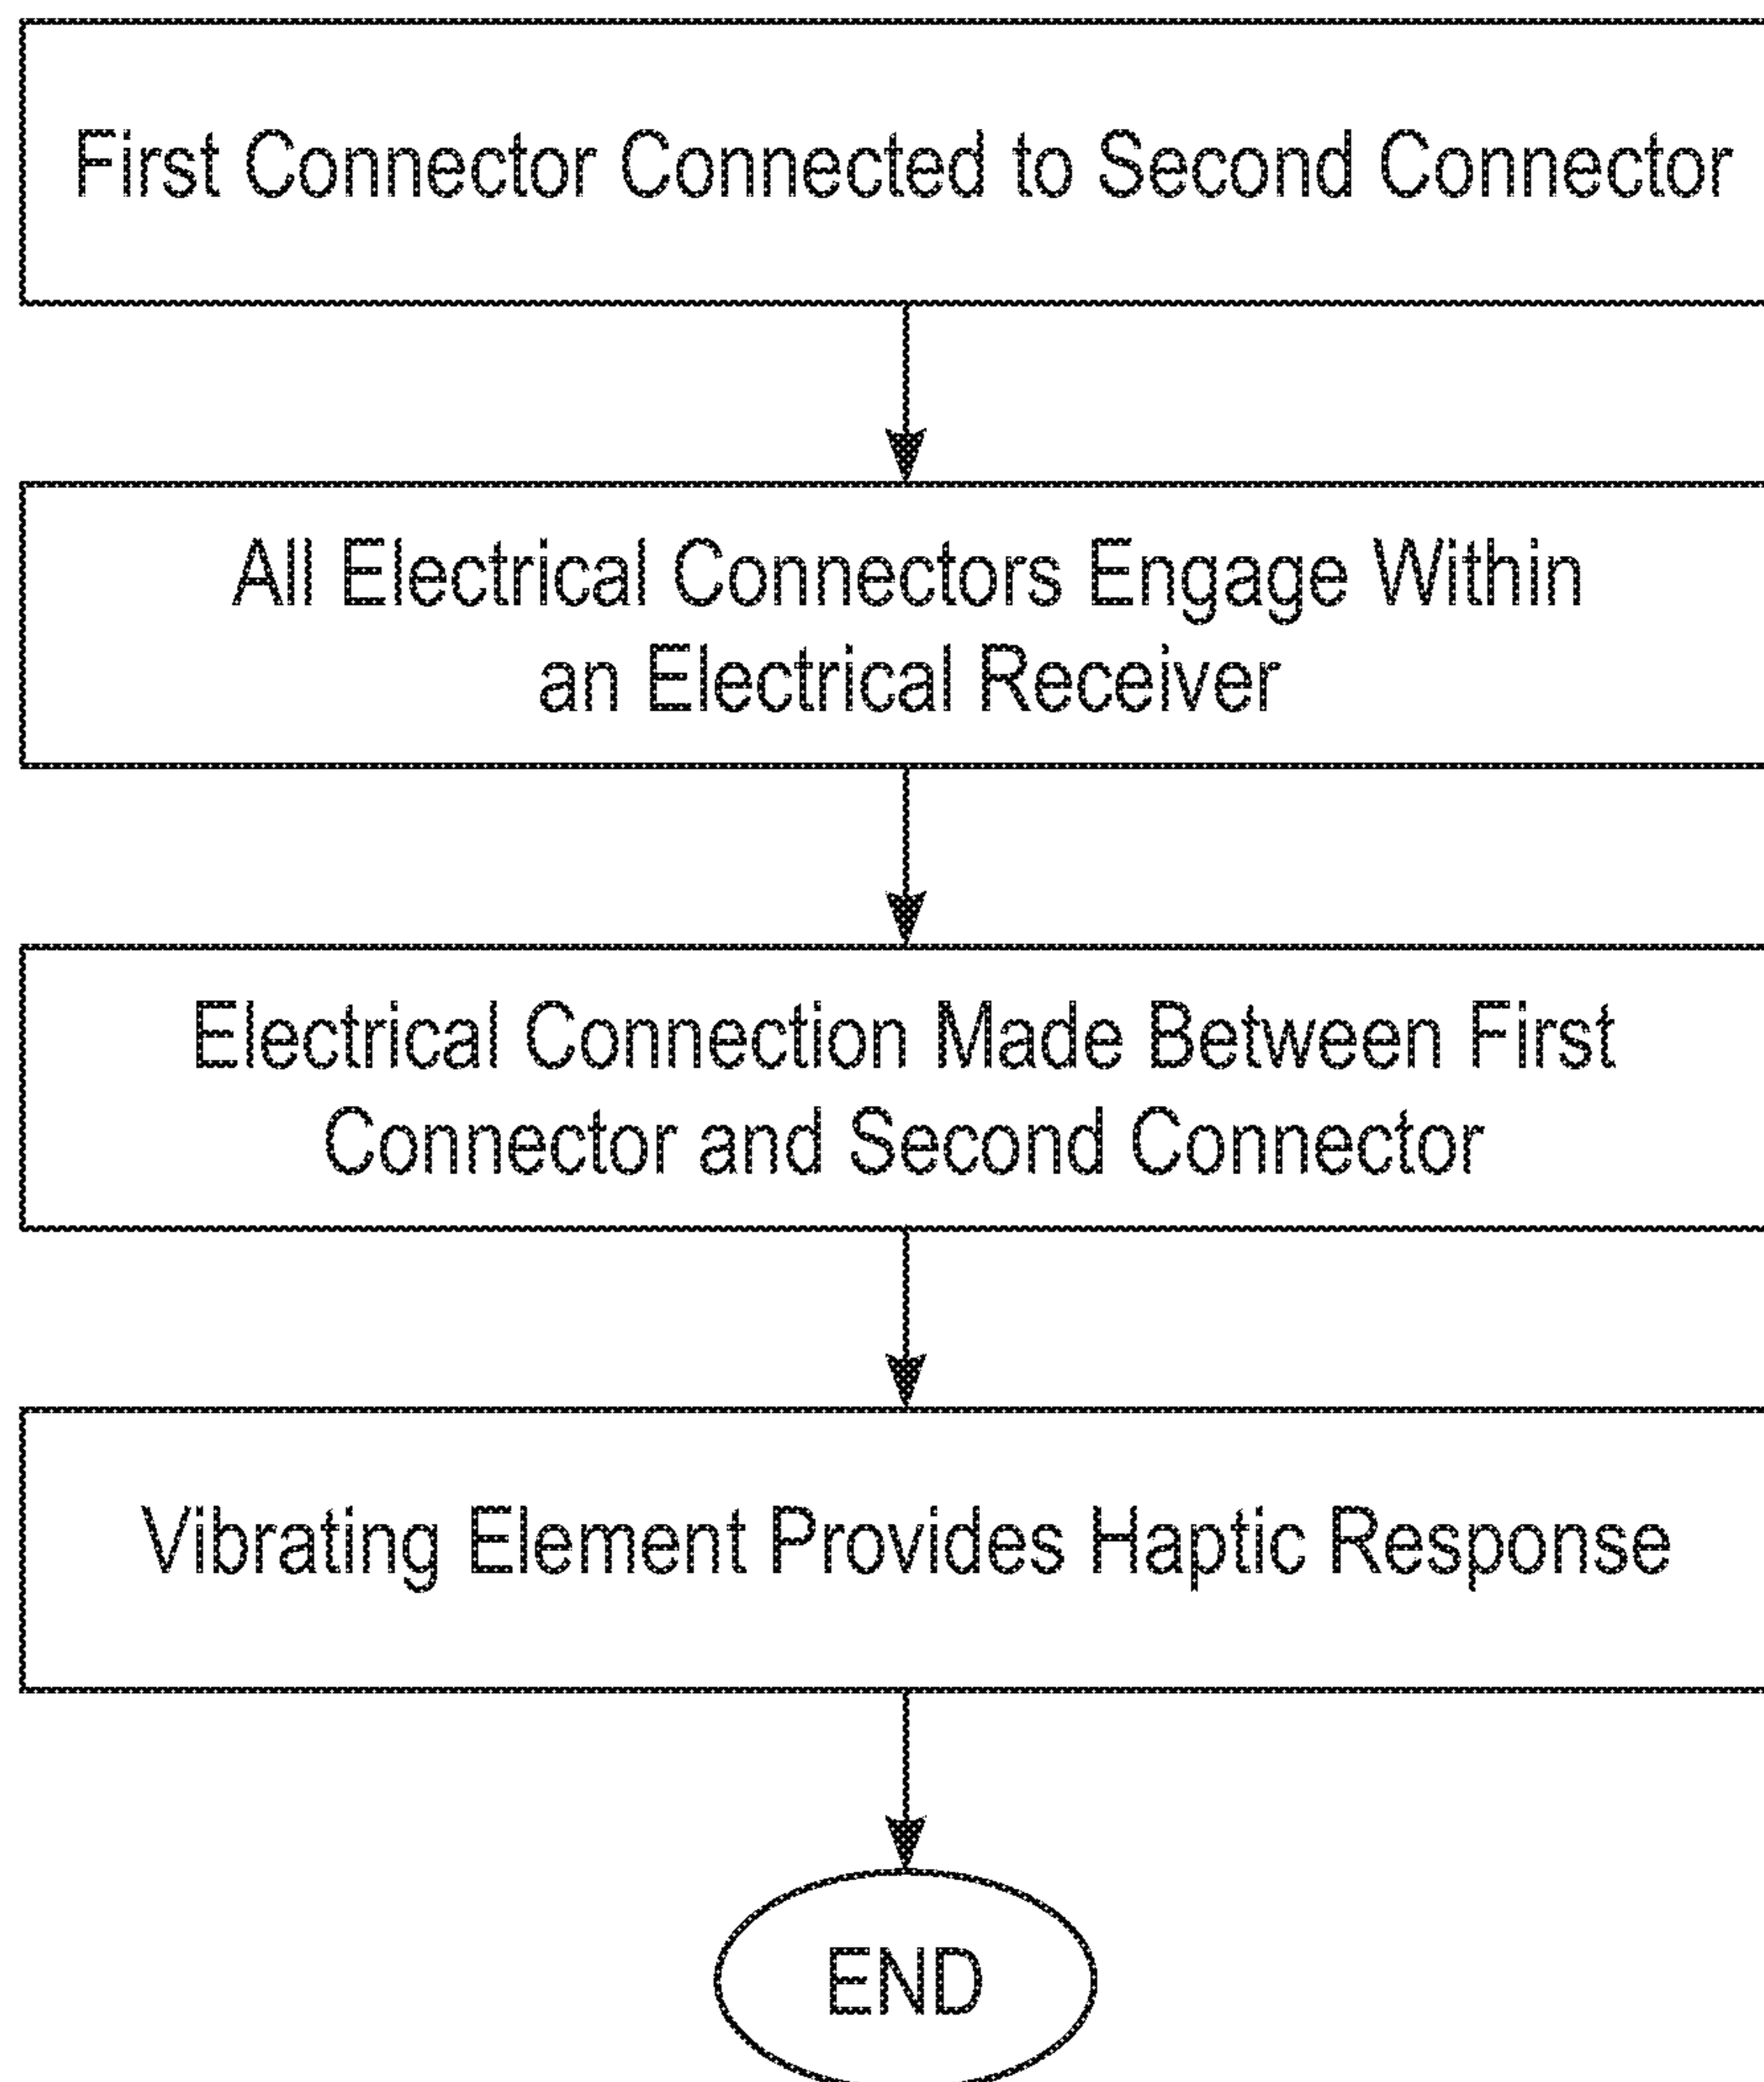 First Connector Connected to Second Connector
All Electrical Connectors Engage Within
an Electrical Receiver
Electrical Connection Made Between First
Connector and Second Connector
Vibrating Element Provides Haptic Response
END